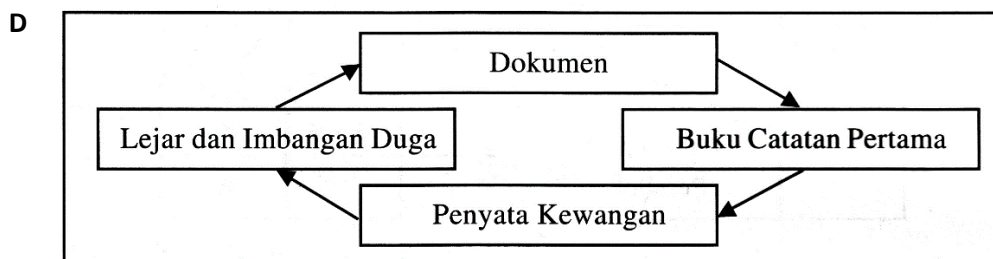 D
Dokumen
Lejar dan Imbangan Duga
Buku Catatan Pertama
Penyata Kewangan